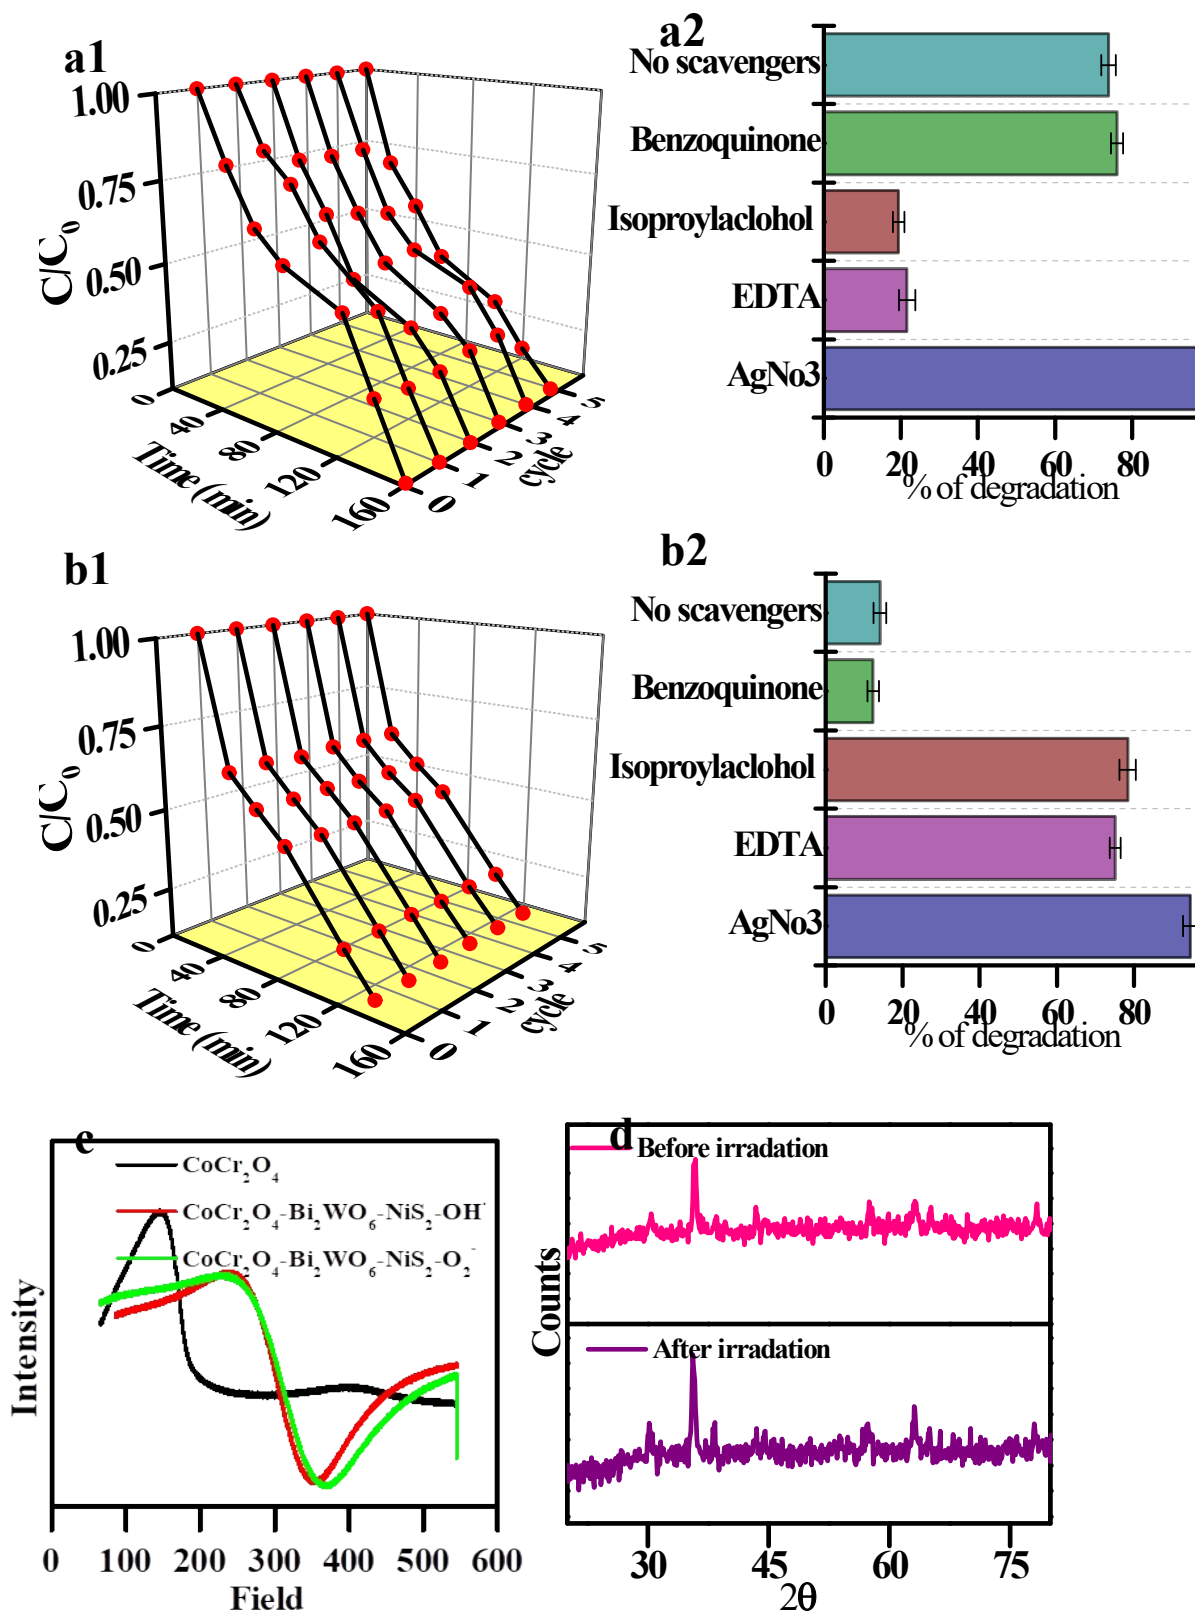 a1
1.00
0.75
0.50
0.25
C/C0
0
40
80
120
160
Time (min)
0
1
2
3
4
5
cycle
a2
No scavengers
Benzoquinone
Isoproylaclohol
EDTA
AgNo3
0 20 40 60 80
% of degradation
b1
1.00
0.75
0.50
0.25
C/C0
0
40
80
120
160
Time (min)
0
1
2
3
4
5
cycle
b2
No scavengers
Benzoquinone
Isoproylaclohol
EDTA
AgNo3
0 20 40 60 80
% of degradation
c
CoCr2O4
CoCr2O4-Bi2WO6-NiS2-OH·
CoCr2O4-Bi2WO6-NiS2-O2·-
Intensity
0 100 200 300 400 500 600
Field
d
Before irradation
After irradation
Counts
30 45 60 75
2θ